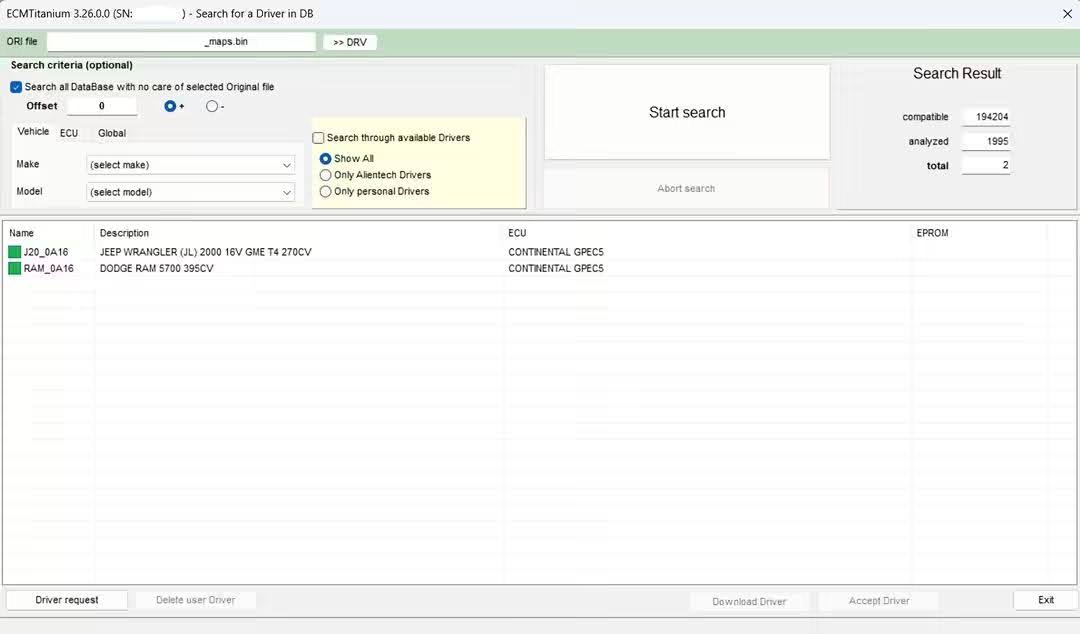 ECMTitanium 3.26.0.0 (SN: ) - Search for a Driver in DB
ORI file _maps.bin >> DRV
Search criteria (optional)
Search all DataBase with no care of selected Original file
Offset 0 + -
Vehicle ECU Global
Make (select make)
Model (select model)
Search through available Drivers
Show All
Only Alientech Drivers
Only personal Drivers
Start search
Abort search
Search Result
compatible 194204
analyzed 1995
total 2
Name Description ECU EPROM
J20_0A16 JEEP WRANGLER (JL) 2000 16V GME T4 270CV CONTINENTAL GPEC5
RAM_0A16 DODGE RAM 5700 395CV CONTINENTAL GPEC5
Driver request Delete user Driver Download Driver Accept Driver Exit